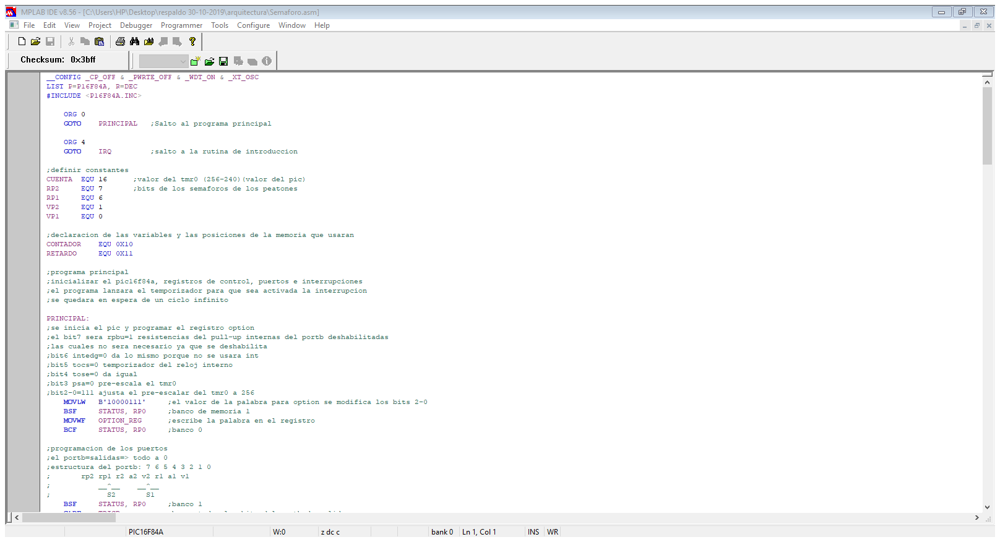 MPLAB IDE v8.56 - [C:\Users\HP\Desktop\respaldo 30-10-2019\arquitectura\Semaforo.asm]
File Edit View Project Debugger Programmer Tools Configure Window Help
Checksum: 0x3bff
__CONFIG _CP_OFF & _PWRTE_OFF & _WDT_ON & _XT_OSC
LIST P=P16F84A, R=DEC
#INCLUDE <P16F84A.INC>
ORG 0
GOTO PRINCIPAL ;Salto al programa principal
ORG 4
GOTO IRQ ;salto a la rutina de introduccion
;definir constantes
CUENTA EQU 16 ;valor del tmr0 (256-240)(valor del pic)
RP2 EQU 7 ;bits de los semaforos de los peatones
RP1 EQU 6
VP2 EQU 1
VP1 EQU 0
;declaracion de las variables y las posiciones de la memoria que usaran
CONTADOR EQU 0X10
RETARDO EQU 0X11
;programa principal
;inicializar el pic16f84a, registros de control, puertos e interrupciones
;el programa lanzara el temporizador para que sea activada la interrupcion
;se quedara en espera de un ciclo infinito
PRINCIPAL:
;se inicia el pic y programar el registro option
;el bit7 sera rpbu=1 resistencias del pull-up internas del portb deshabilitadas
;las cuales no sera necesario ya que se deshabilita
;bit6 intedg=0 da lo mismo porque no se usara int
;bit5 tocs=0 temporizador del reloj interno
;bit4 tose=0 da igual
;bit3 psa=0 pre-escala el tmr0
;bit2-0=111 ajusta el pre-escalar del tmr0 a 256
MOVLW B'10000111' ;el valor de la palabra para option se modifica los bits 2-0
BSF STATUS, RP0 ;banco de memoria 1
MOVWF OPTION_REG ;escribe la palabra en el registro
BCF STATUS, RP0 ;banco 0
;programacion de los puertos
;el portb=salidas=> todo a 0
;estructura del portb: 7 6 5 4 3 2 1 0
; rp2 rp1 r2 a2 v2 r1 a1 v1
; __^__ __^__
; S2 S1
BSF STATUS, RP0 ;banco 1
PIC16F84A W:0 z dc c bank 0 Ln 1, Col 1 INS WR